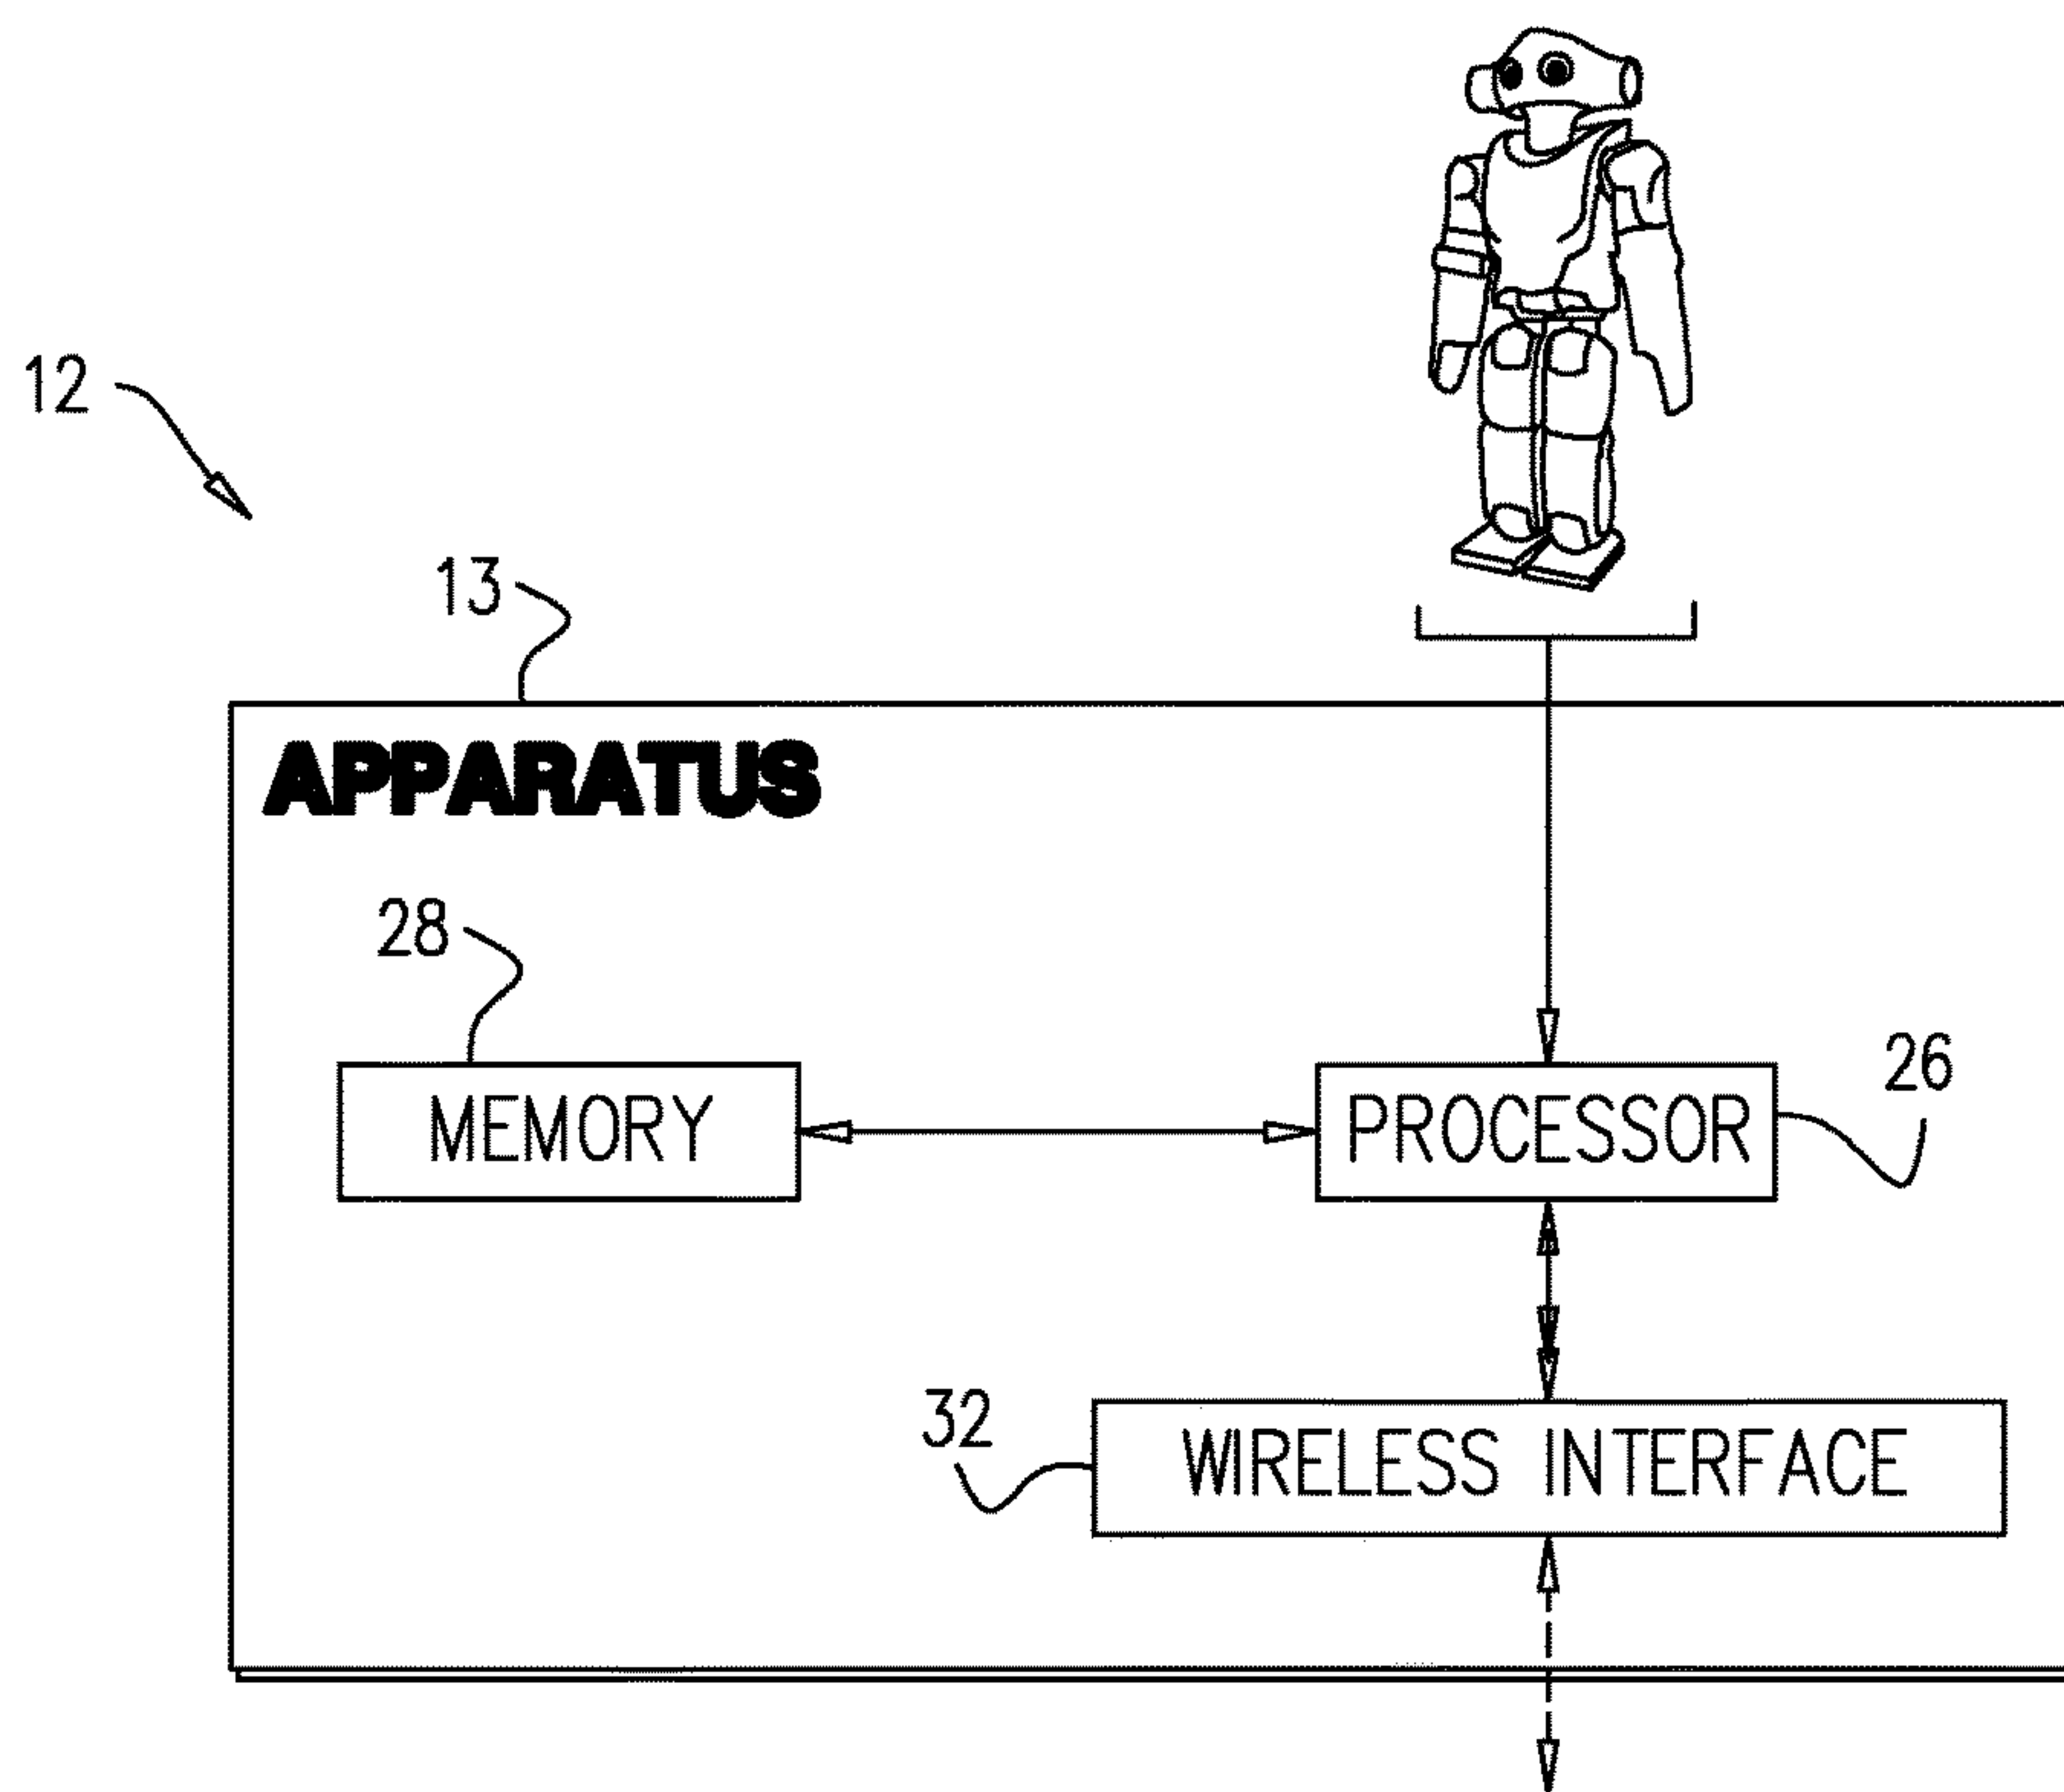 12
13
APPARATUS
28
26
MEMORY
PROCESSOR
32
WIRELESS INTERFACE